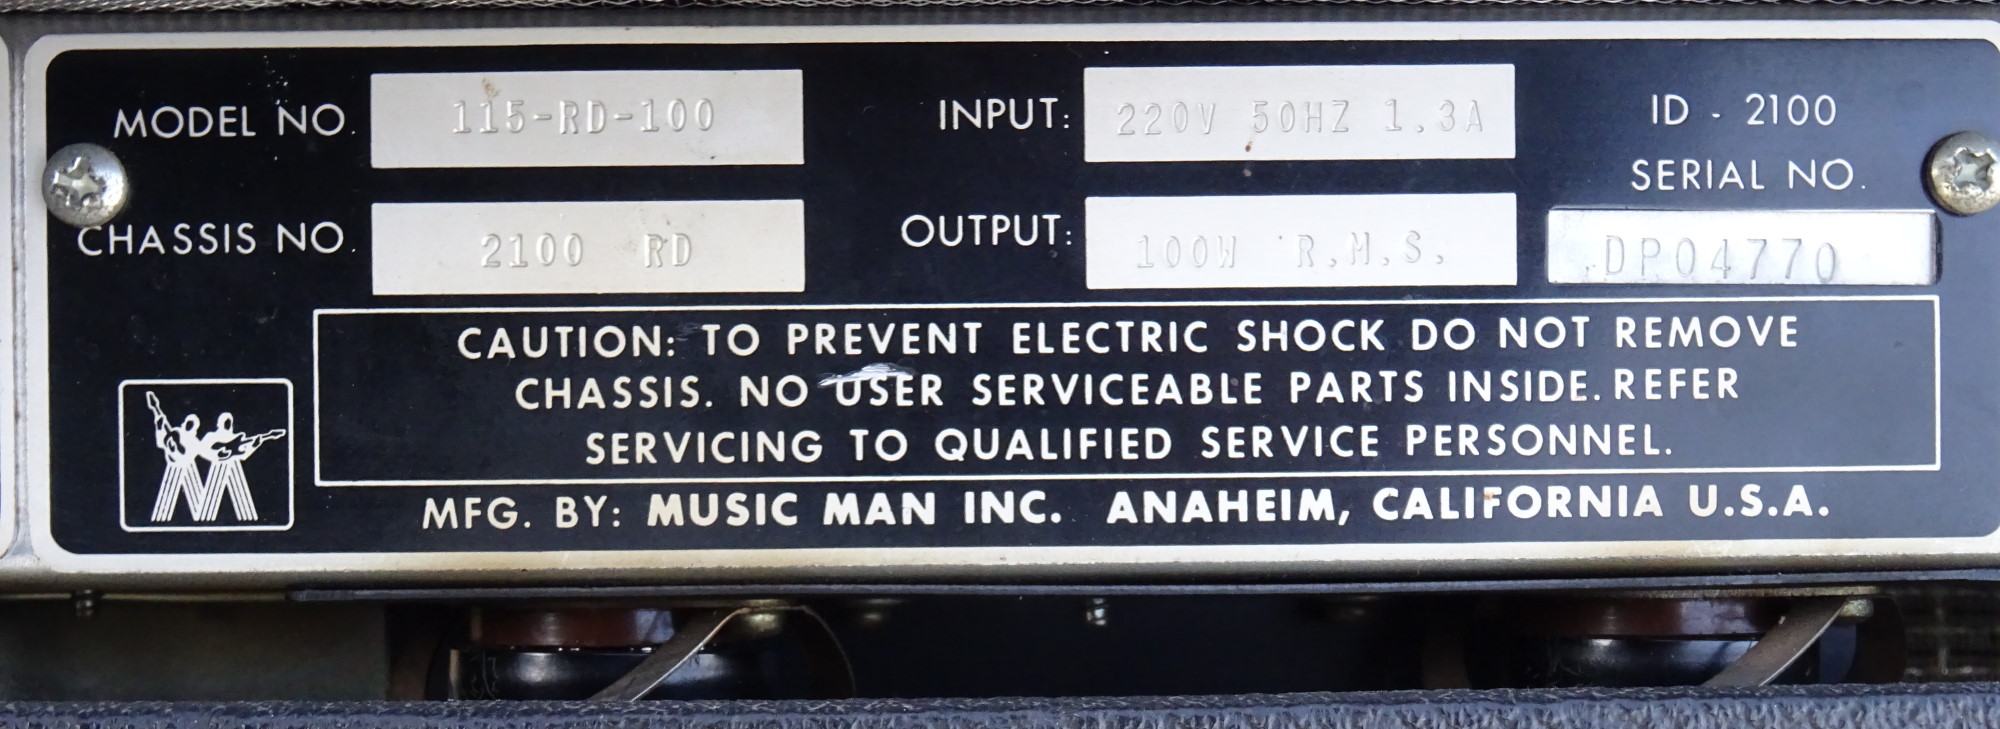 MODEL NO. 115-RD-100
INPUT: 220V 50HZ 1.3A
ID - 2100
SERIAL NO.
CHASSIS NO. 2100 RD
OUTPUT: 100W R.M.S.
DP04770
CAUTION: TO PREVENT ELECTRIC SHOCK DO NOT REMOVE
CHASSIS. NO USER SERVICEABLE PARTS INSIDE. REFER
SERVICING TO QUALIFIED SERVICE PERSONNEL.
MFG. BY: MUSIC MAN INC. ANAHEIM, CALIFORNIA U.S.A.